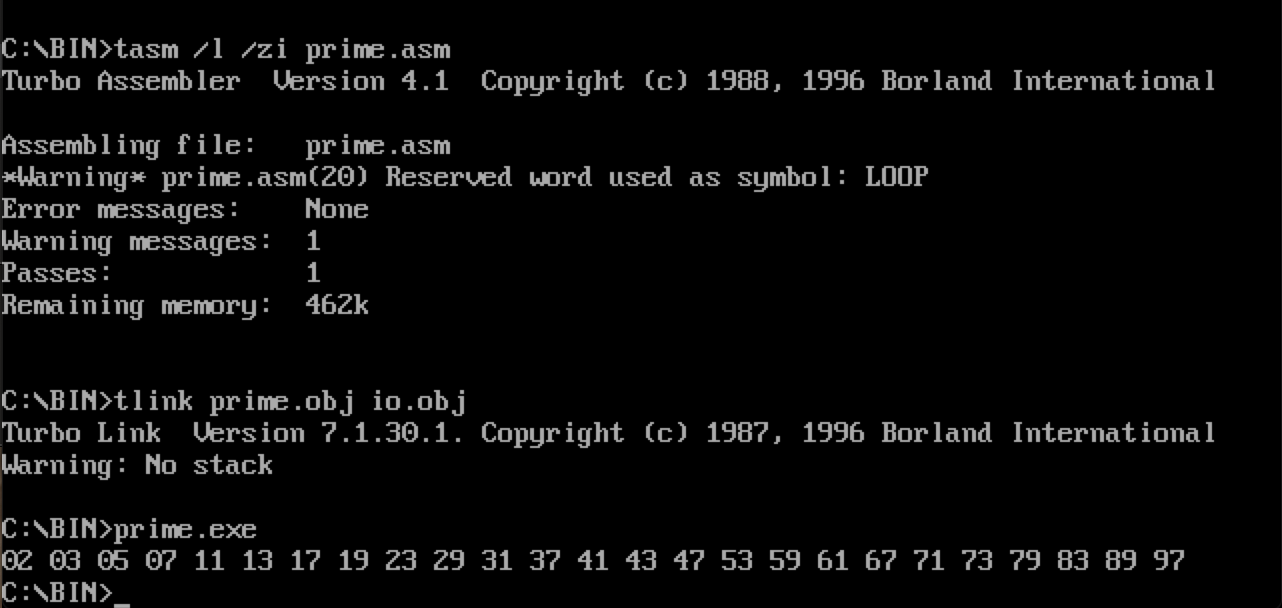 C:\BIN>tasm /l /zi prime.asm
Turbo Assembler  Version 4.1  Copyright (c) 1988, 1996 Borland International
Assembling file:   prime.asm
*Warning* prime.asm(20) Reserved word used as symbol: LOOP
Error messages:    None
Warning messages:  1
Passes:            1
Remaining memory:  462k
C:\BIN>tlink prime.obj io.obj
Turbo Link  Version 7.1.30.1. Copyright (c) 1987, 1996 Borland International
Warning: No stack
C:\BIN>prime.exe
02 03 05 07 11 13 17 19 23 29 31 37 41 43 47 53 59 61 67 71 73 79 83 89 97
C:\BIN>_